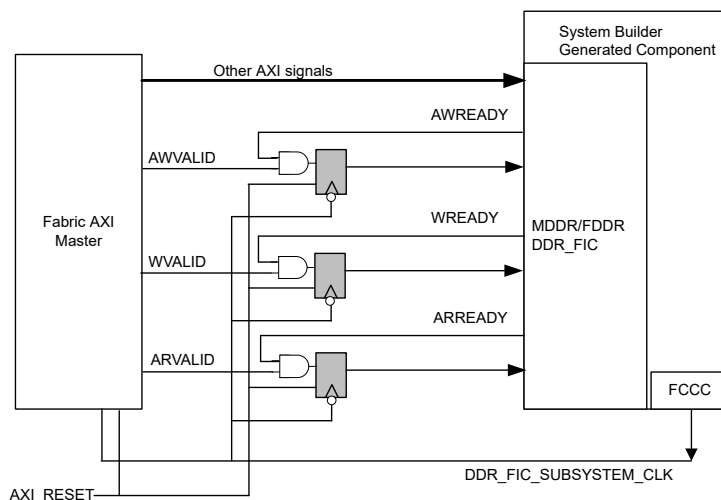 System Builder
Generated Component
Other AXI signals
AWREADY
AWVALID
Fabric AXI
Master
WREADY
MDDR/FDDR
DDR_FIC
WVALID
ARREADY
ARVALID
FCCC
DDR_FIC_SUBSYSTEM_CLK
AXI_RESET